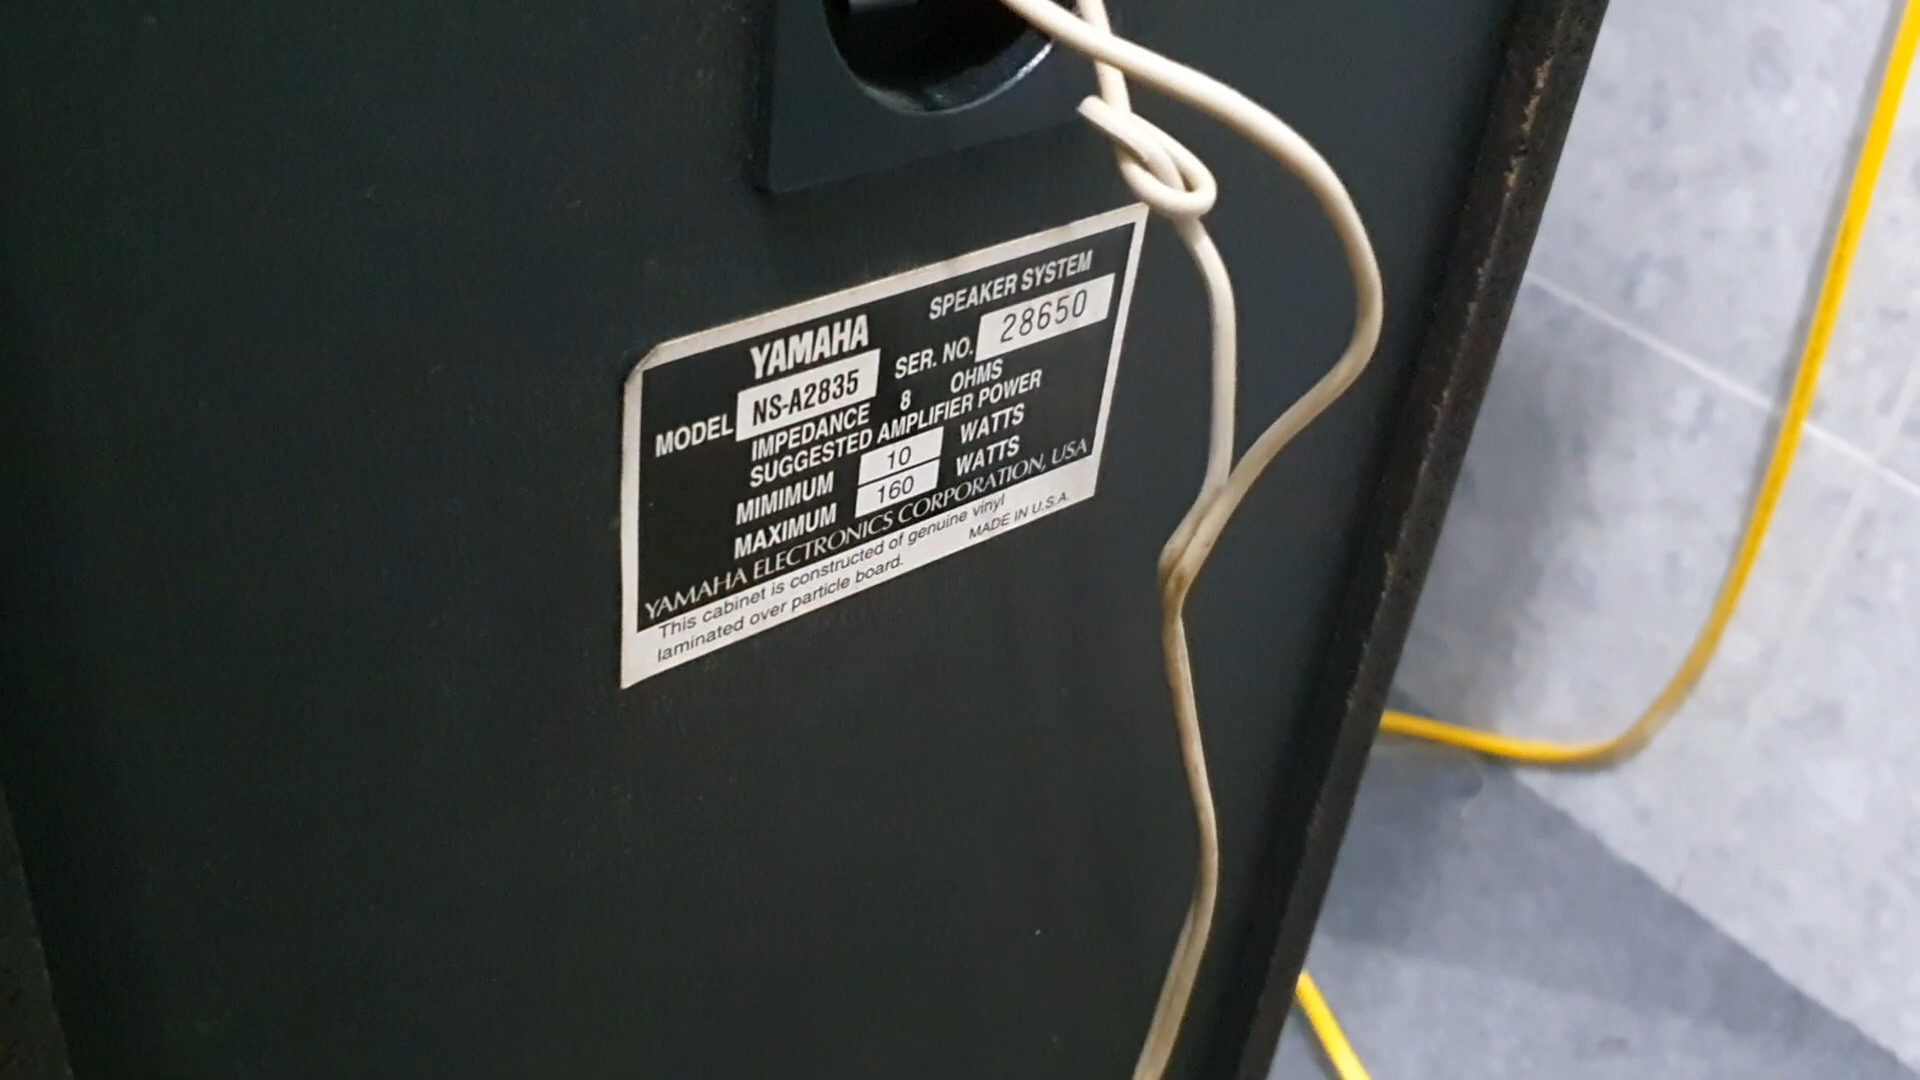 YAMAHA SPEAKER SYSTEM
MODEL NS-A2835 SER. NO. 28650
IMPEDANCE 8 OHMS
SUGGESTED AMPLIFIER POWER
MIMIMUM 10 WATTS
MAXIMUM 160 WATTS
YAMAHA ELECTRONICS CORPORATION, USA
This cabinet is constructed of genuine vinyl
laminated over particle board. MADE IN U.S.A.